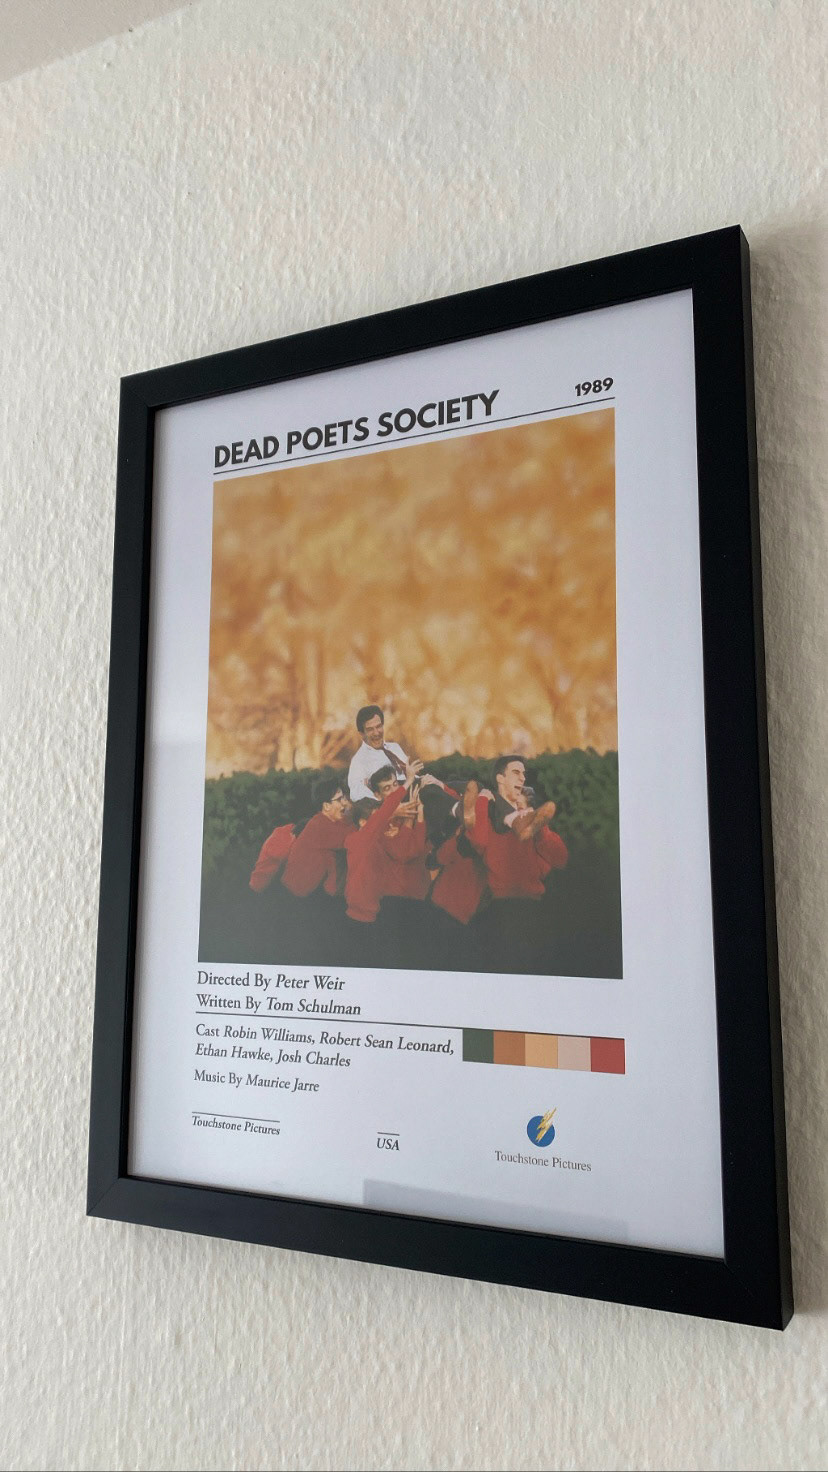 DEAD POETS SOCIETY
1989
Directed By Peter Weir
Written By Tom Schulman
Cast Robin Williams, Robert Sean Leonard,
Ethan Hawke, Josh Charles
Music By Maurice Jarre
Touchstone Pictures
USA
Touchstone Pictures